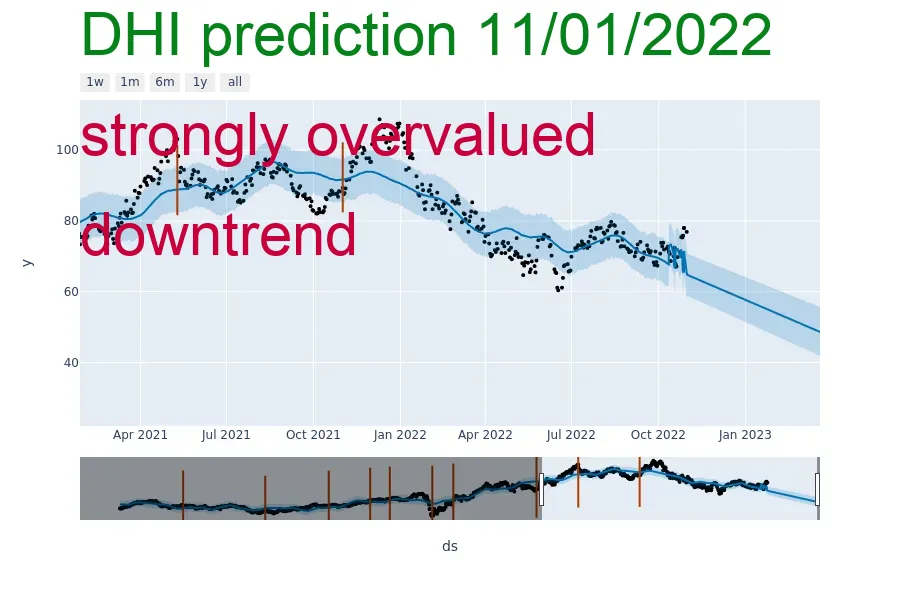 DHI prediction 11/01/2022
1w 1m 6m 1y all
strongly overvalued
100
downtrend
80
y
60
40
Apr 2021 Jul 2021 Oct 2021 Jan 2022 Apr 2022 Jul 2022 Oct 2022 Jan 2023
ds